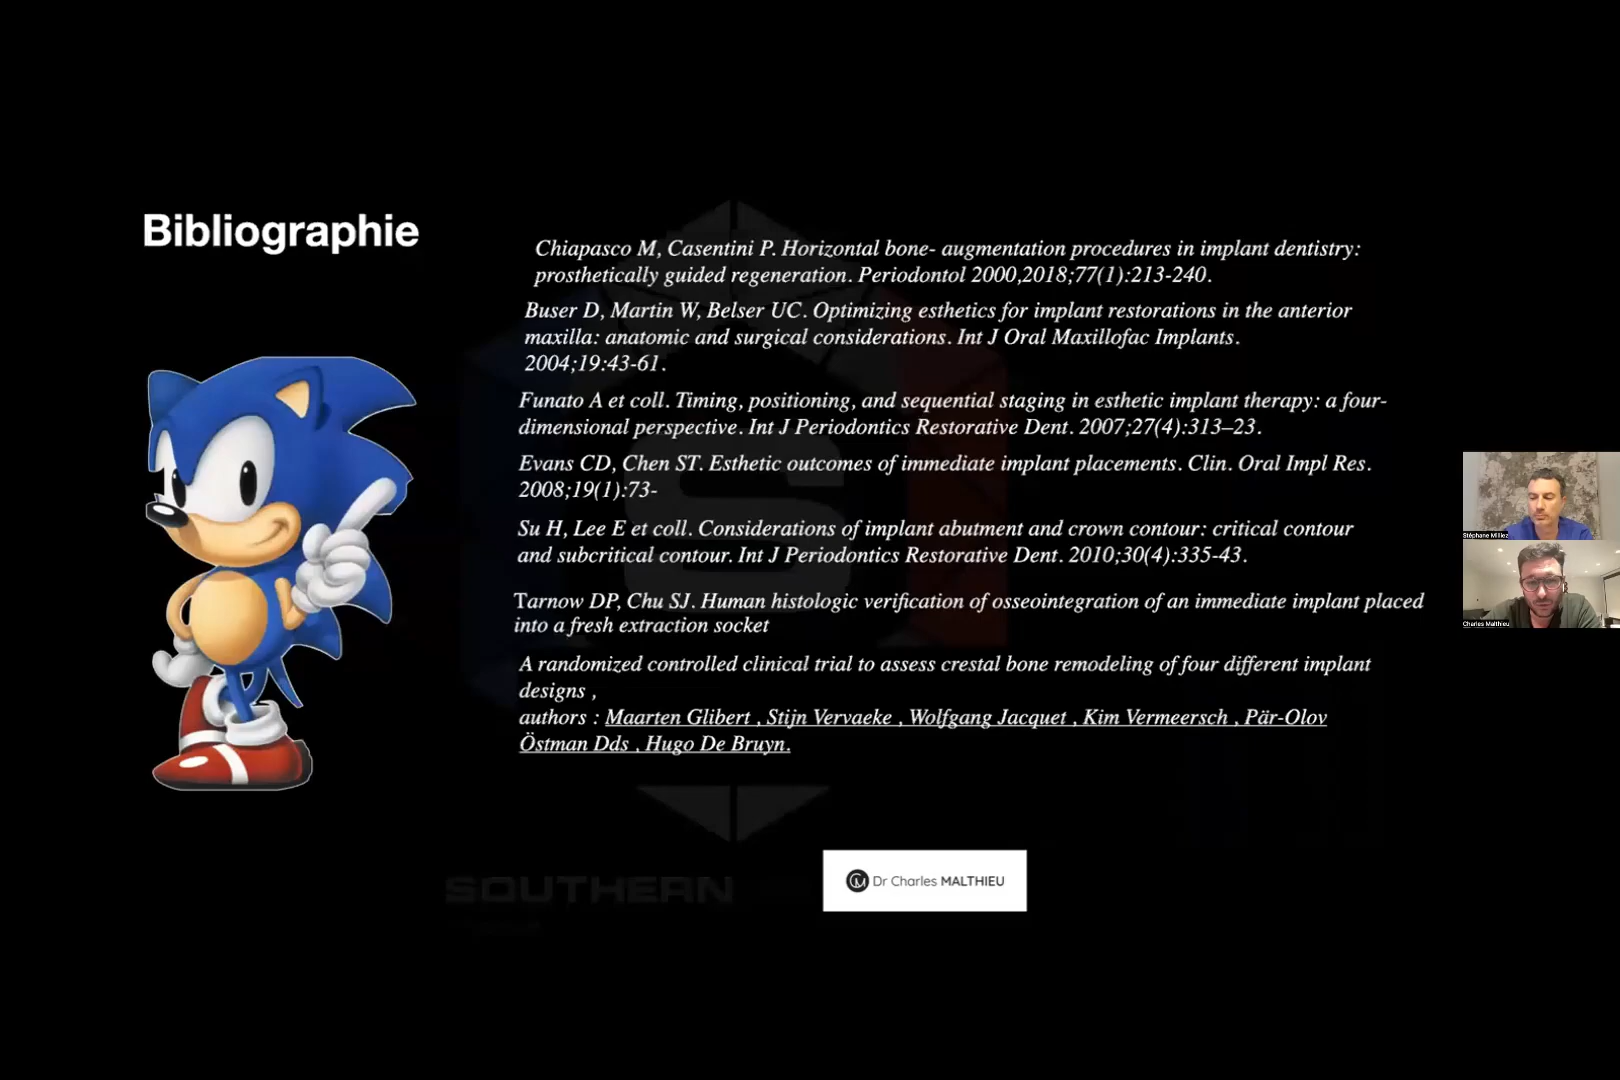 Bibliographie
Chiapasco M, Casentini P. Horizontal bone- augmentation procedures in implant dentistry:
prosthetically guided regeneration. Periodontol 2000,2018;77(1):213-240.
Buser D, Martin W, Belser UC. Optimizing esthetics for implant restorations in the anterior
maxilla: anatomic and surgical considerations. Int J Oral Maxillofac Implants.
2004;19:43-61.
Funato A et coll. Timing, positioning, and sequential staging in esthetic implant therapy: a four-
dimensional perspective. Int J Periodontics Restorative Dent. 2007;27(4):313–23.
Evans CD, Chen ST. Esthetic outcomes of immediate implant placements. Clin. Oral Impl Res.
2008;19(1):73-
Su H, Lee E et coll. Considerations of implant abutment and crown contour: critical contour
and subcritical contour. Int J Periodontics Restorative Dent. 2010;30(4):335-43.
Tarnow DP, Chu SJ. Human histologic verification of osseointegration of an immediate implant placed
into a fresh extraction socket
A randomized controlled clinical trial to assess crestal bone remodeling of four different implant
designs ,
authors : Maarten Glibert , Stijn Vervaeke , Wolfgang Jacquet , Kim Vermeersch , Pär-Olov
Östman Dds , Hugo De Bruyn.
SOUTHERN
Dr Charles MALTHIEU
Stéphane Milliez
Charles Malthieu